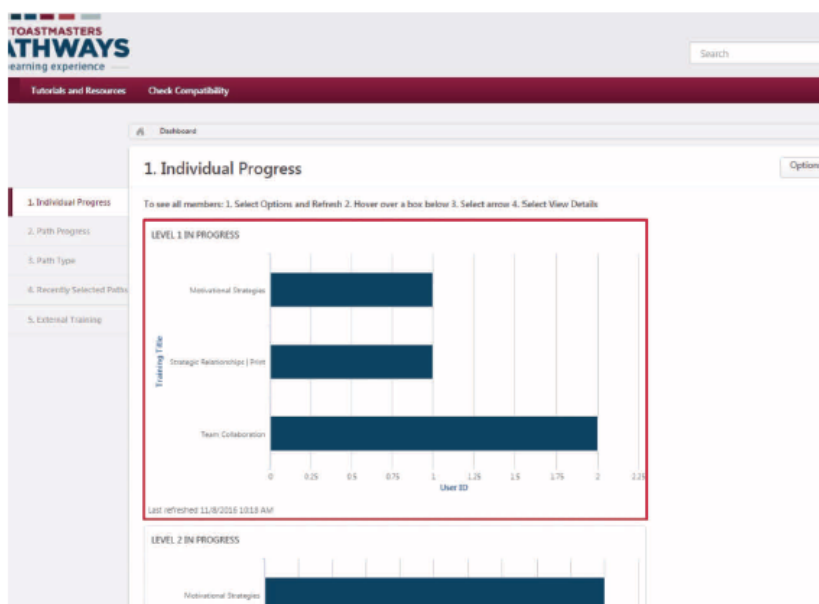 TOASTMASTERS
ATHWAYS
earning experience
Search
Tutorials and Resources
Check Compatibility
Dashboard
1. Individual Progress
Option
1. Individual Progress
2. Path Progress
3. Path Type
4. Recently Selected Paths
5. External Training
To see all members: 1. Select Options and Refresh 2. Hover over a box below 3. Select arrow 4. Select View Details
LEVEL 1 IN PROGRESS
Training Title
Motivational Strategies
Strategic Relationships | Print
Team Collaboration
0 0.25 0.5 0.75 1 1.25 1.5 1.75 2 2.25
User ID
Last refreshed 11/8/2016 10:18 AM
LEVEL 2 IN PROGRESS
Motivational Strategies